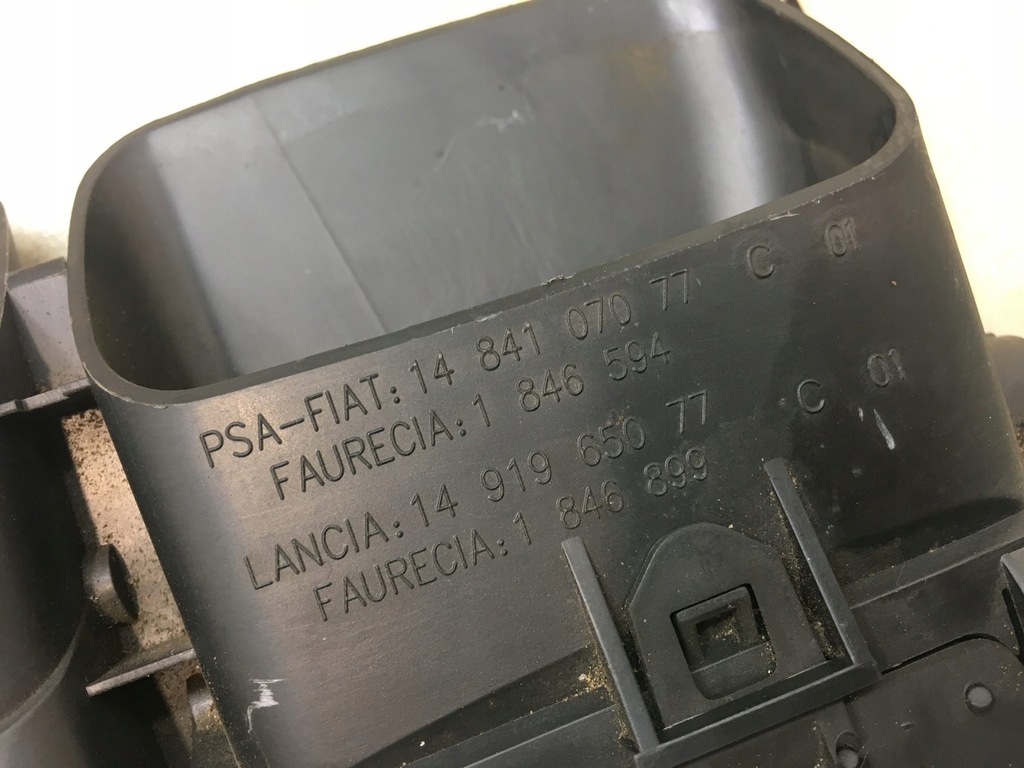 PSA-FIAT: 14 841 070 77 C 01
FAURECIA: 1 846 594
LANCIA: 14 919 650 77 C 01
FAURECIA: 1 846 899